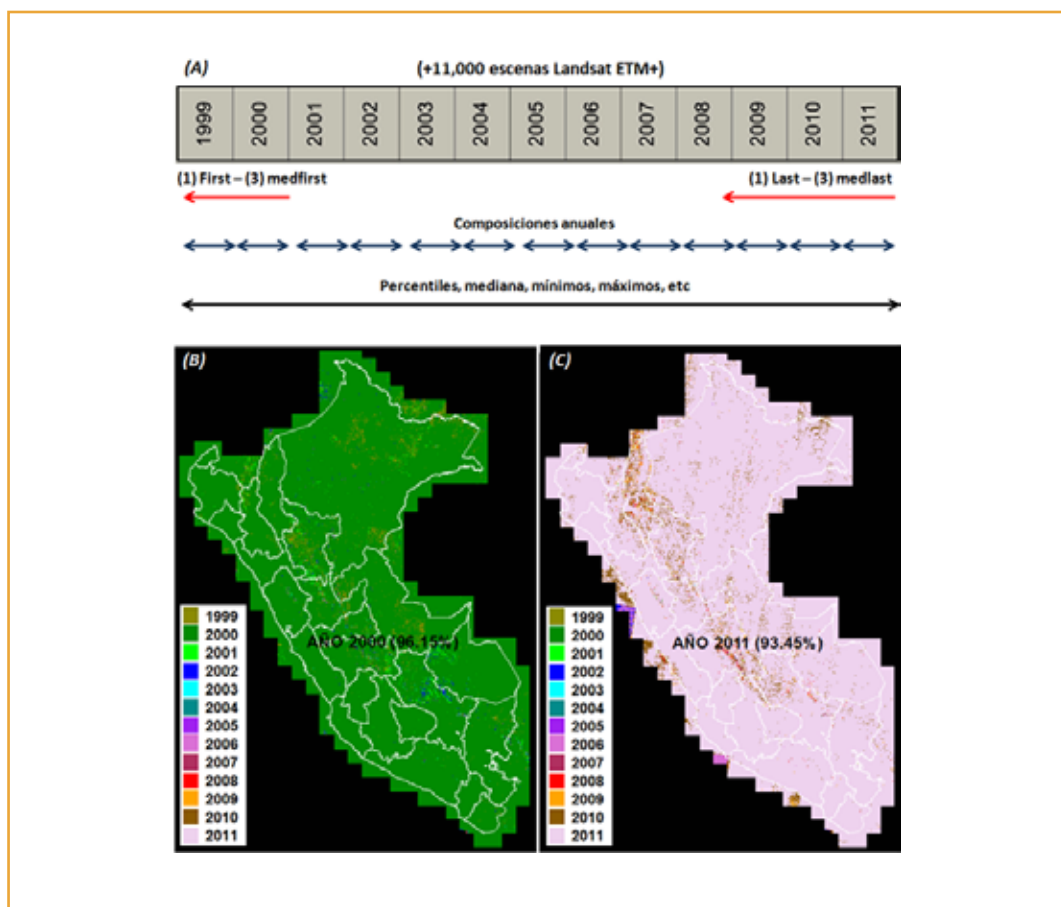 (A)
(+11,000 escenas Landsat ETM+)
1999 2000 2001 2002 2003 2004 2005 2006 2007 2008 2009 2010 2011
(1) First – (3) medfirst
(1) Last – (3) medlast
Composiciones anuales
Percentiles, mediana, mínimos, máximos, etc
(B)
AÑO 2000 (96.15%)
1999
2000
2001
2002
2003
2004
2005
2006
2007
2008
2009
2010
2011
(C)
AÑO 2011 (93.45%)
1999
2000
2001
2002
2003
2004
2005
2006
2007
2008
2009
2010
2011